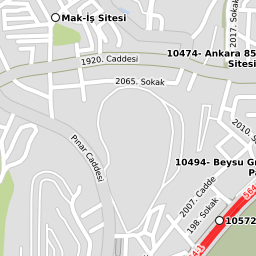 Mak-İş Sitesi
2017. Sokak
10474- Ankara 85
Sitesi
1920. Caddesi
2065. Sokak
2010.
Pınar Caddesi
10494- Beysu
Pa
2007. Cadde
198. Sokak
10572